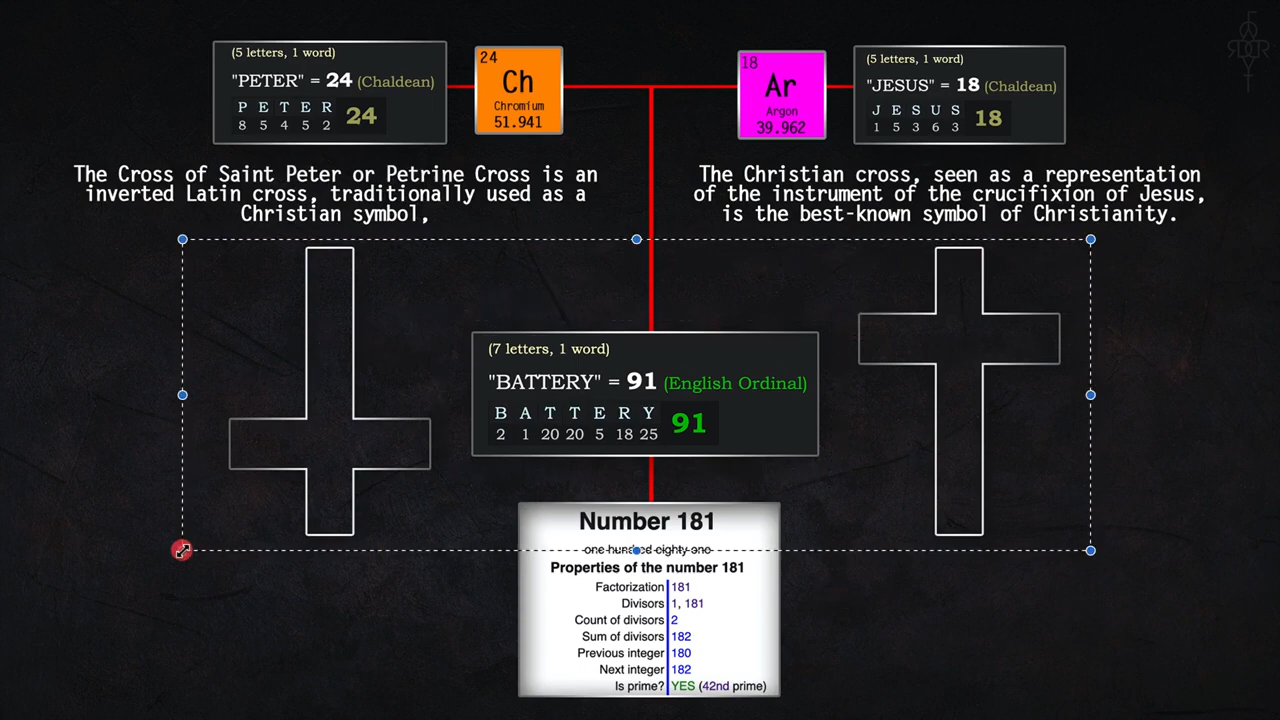 (5 letters, 1 word)
"PETER" = 24 (Chaldean)
P E T E R
8 5 4 5 2
24
24
Ch
Chromium
51.941
18
Ar
Argon
39.962
(5 letters, 1 word)
"JESUS" = 18 (Chaldean)
J E S U S
1 5 3 6 3
18
The Cross of Saint Peter or Petrine Cross is an
inverted Latin cross, traditionally used as a
Christian symbol,
The Christian cross, seen as a representation
of the instrument of the crucifixion of Jesus,
is the best-known symbol of Christianity.
(7 letters, 1 word)
"BATTERY" = 91 (English Ordinal)
B A T T E R Y
2 1 20 20 5 18 25
91
Number 181
one hundred eighty one
Properties of the number 181
Factorization 181
Divisors 1, 181
Count of divisors 2
Sum of divisors 182
Previous integer 180
Next integer 182
Is prime? YES (42nd prime)